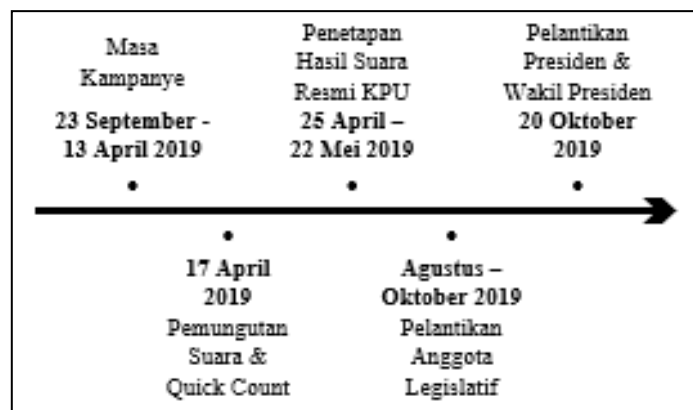 Masa
Kampanye
23 September -
13 April 2019
Penetapan
Hasil Suara
Resmi KPU
25 April –
22 Mei 2019
Pelantikan
Presiden &
Wakil Presiden
20 Oktober
2019
17 April
2019
Pemungutan
Suara &
Quick Count
Agustus –
Oktober 2019
Pelantikan
Anggota
Legislatif